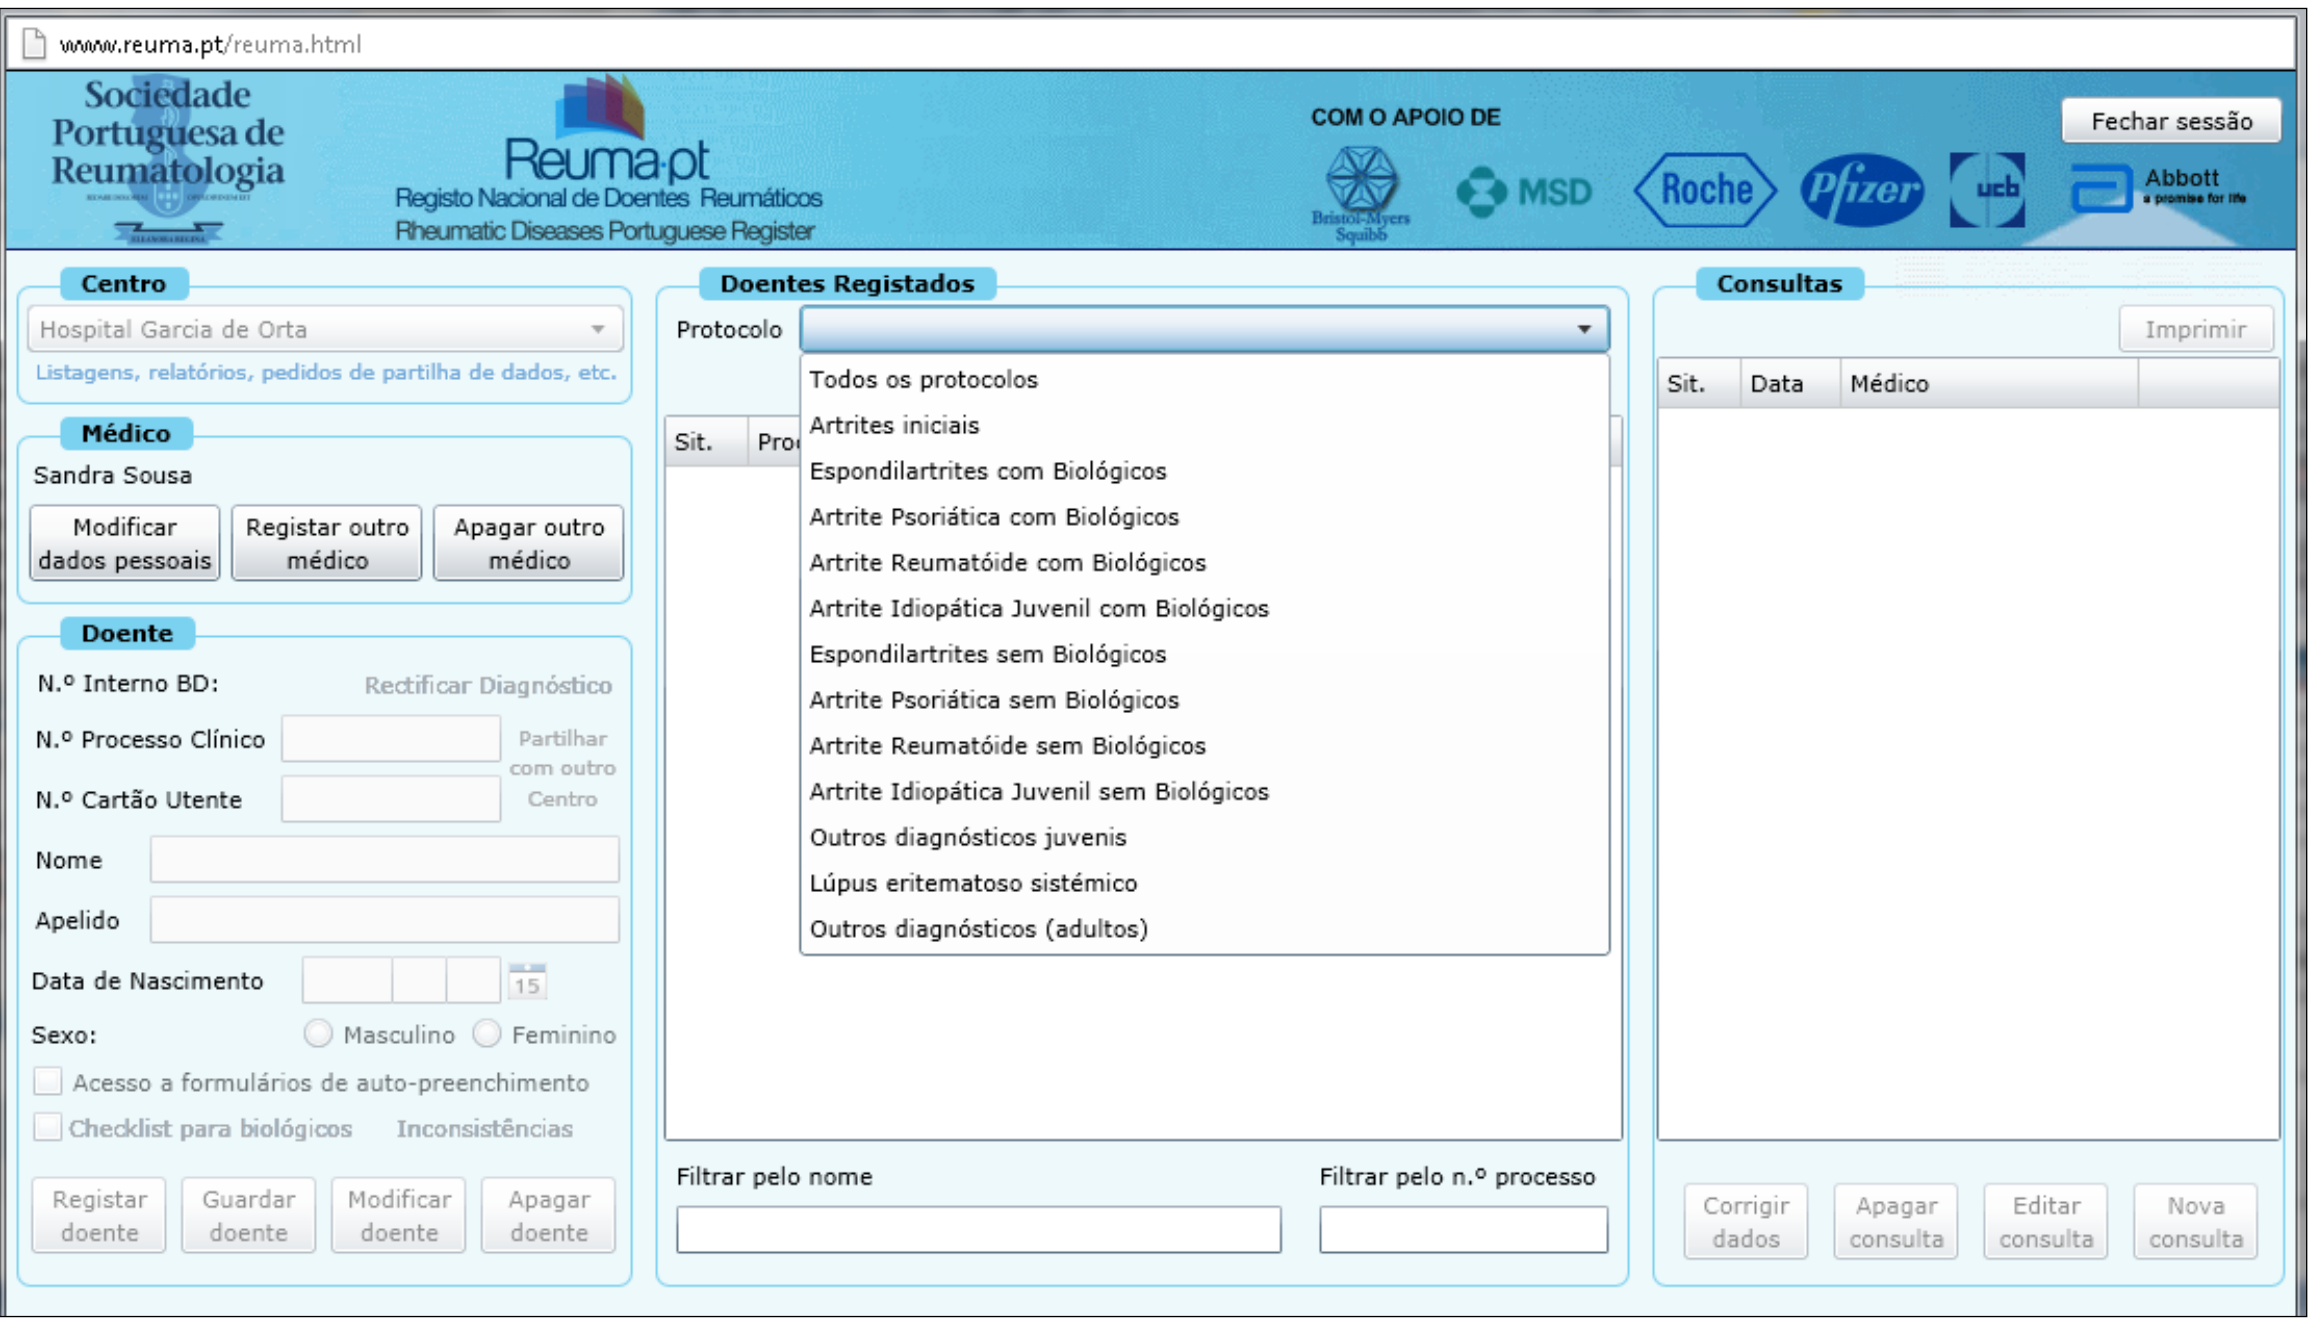 www.reuma.pt/reuma.html
Sociedade
Portuguesa de
Reumatologia
Reuma.pt
Registo Nacional de Doentes Reumáticos
Rheumatic Diseases Portuguese Register
COM O APOIO DE
Bristol-Myers
Squibb
MSD
Roche
Pfizer
ucb
Abbott
a promise for life
Fechar sessão
Centro
Hospital Garcia de Orta
Listagens, relatórios, pedidos de partilha de dados, etc.
Médico
Sandra Sousa
Modificar
dados pessoais
Registar outro
médico
Apagar outro
médico
Doente
N.º Interno BD:
Rectificar Diagnóstico
N.º Processo Clínico
Partilhar
com outro
Centro
N.º Cartão Utente
Nome
Apelido
Data de Nascimento
15
Sexo:
Masculino
Feminino
Acesso a formulários de auto-preenchimento
Checklist para biológicos
Inconsistências
Registar
doente
Guardar
doente
Modificar
doente
Apagar
doente
Doentes Registados
Protocolo
Todos os protocolos
Artrites iniciais
Espondilartrites com Biológicos
Artrite Psoriática com Biológicos
Artrite Reumatóide com Biológicos
Artrite Idiopática Juvenil com Biológicos
Espondilartrites sem Biológicos
Artrite Psoriática sem Biológicos
Artrite Reumatóide sem Biológicos
Artrite Idiopática Juvenil sem Biológicos
Outros diagnósticos juvenis
Lúpus eritematoso sistémico
Outros diagnósticos (adultos)
Sit.
Filtrar pelo nome
Filtrar pelo n.º processo
Consultas
Imprimir
Sit.
Data
Médico
Corrigir
dados
Apagar
consulta
Editar
consulta
Nova
consulta